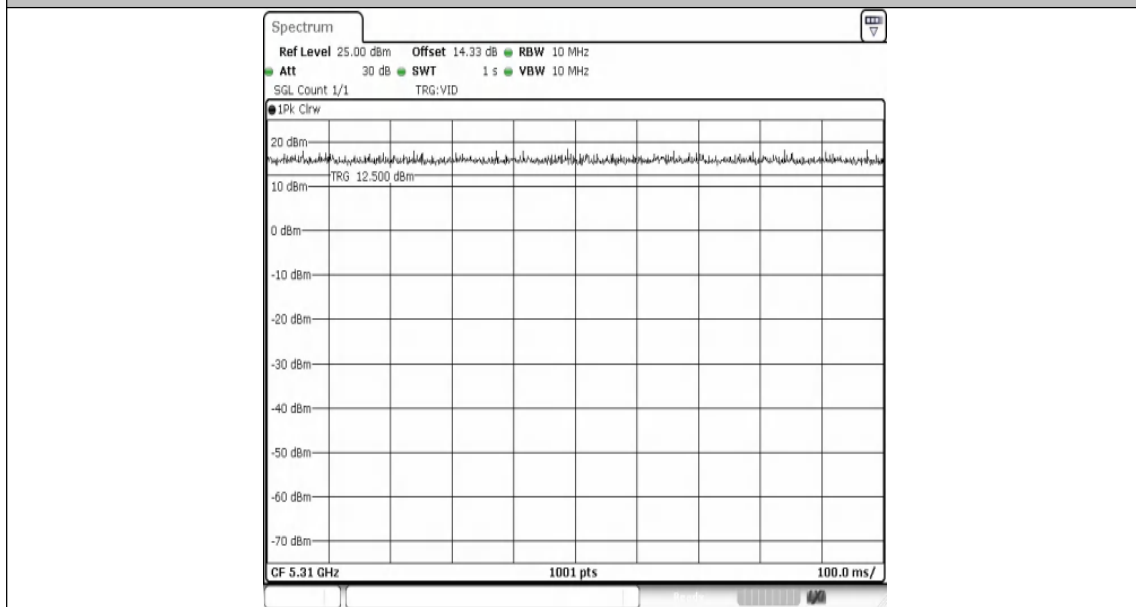 Spectrum
Ref Level 25.00 dBm Offset 14.33 dB RBW 10 MHz
Att 30 dB SWT 1 s VBW 10 MHz
SGL Count 1/1 TRG:VID
1Pk Clrw
20 dBm
TRG 12.500 dBm
10 dBm
0 dBm
-10 dBm
-20 dBm
-30 dBm
-40 dBm
-50 dBm
-60 dBm
-70 dBm
CF 5.31 GHz 1001 pts 100.0 ms/